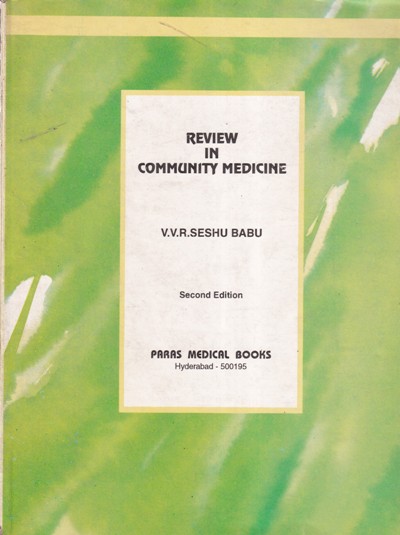 REVIEW
IN
COMMUNITY MEDICINE
V.V.R.SESHU BABU
Second Edition
PARAS MEDICAL BOOKS
Hyderabad - 500195